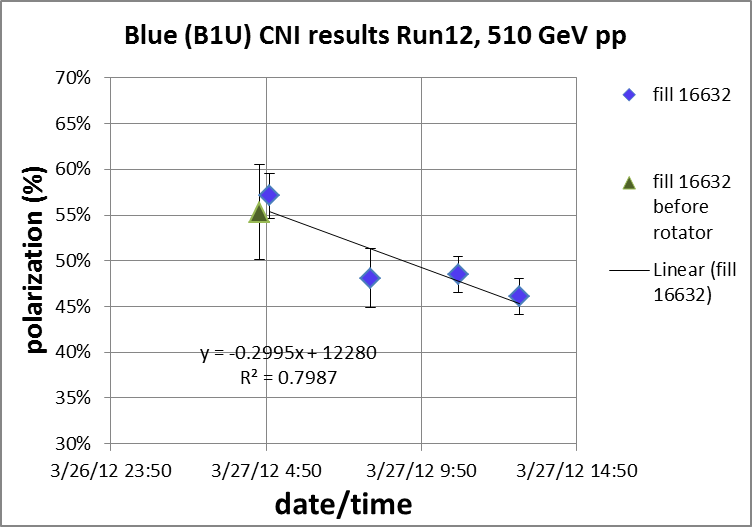 Blue (B1U) CNI results Run12, 510 GeV pp
70%
65%
60%
55%
50%
45%
40%
35%
30%
polarization (%)
y = -0.2995x + 12280
R² = 0.7987
3/26/12 23:50
3/27/12 4:50
3/27/12 9:50
3/27/12 14:50
date/time
fill 16632
fill 16632
before
rotator
Linear (fill
16632)